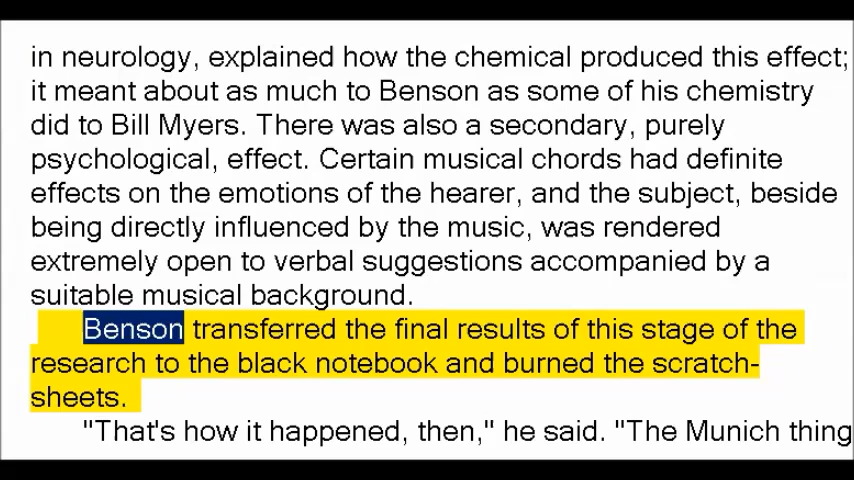 in neurology, explained how the chemical produced this effect;
it meant about as much to Benson as some of his chemistry
did to Bill Myers. There was also a secondary, purely
psychological, effect. Certain musical chords had definite
effects on the emotions of the hearer, and the subject, beside
being directly influenced by the music, was rendered
extremely open to verbal suggestions accompanied by a
suitable musical background.
Benson transferred the final results of this stage of the
research to the black notebook and burned the scratch-
sheets.
"That's how it happened, then," he said. "The Munich thing